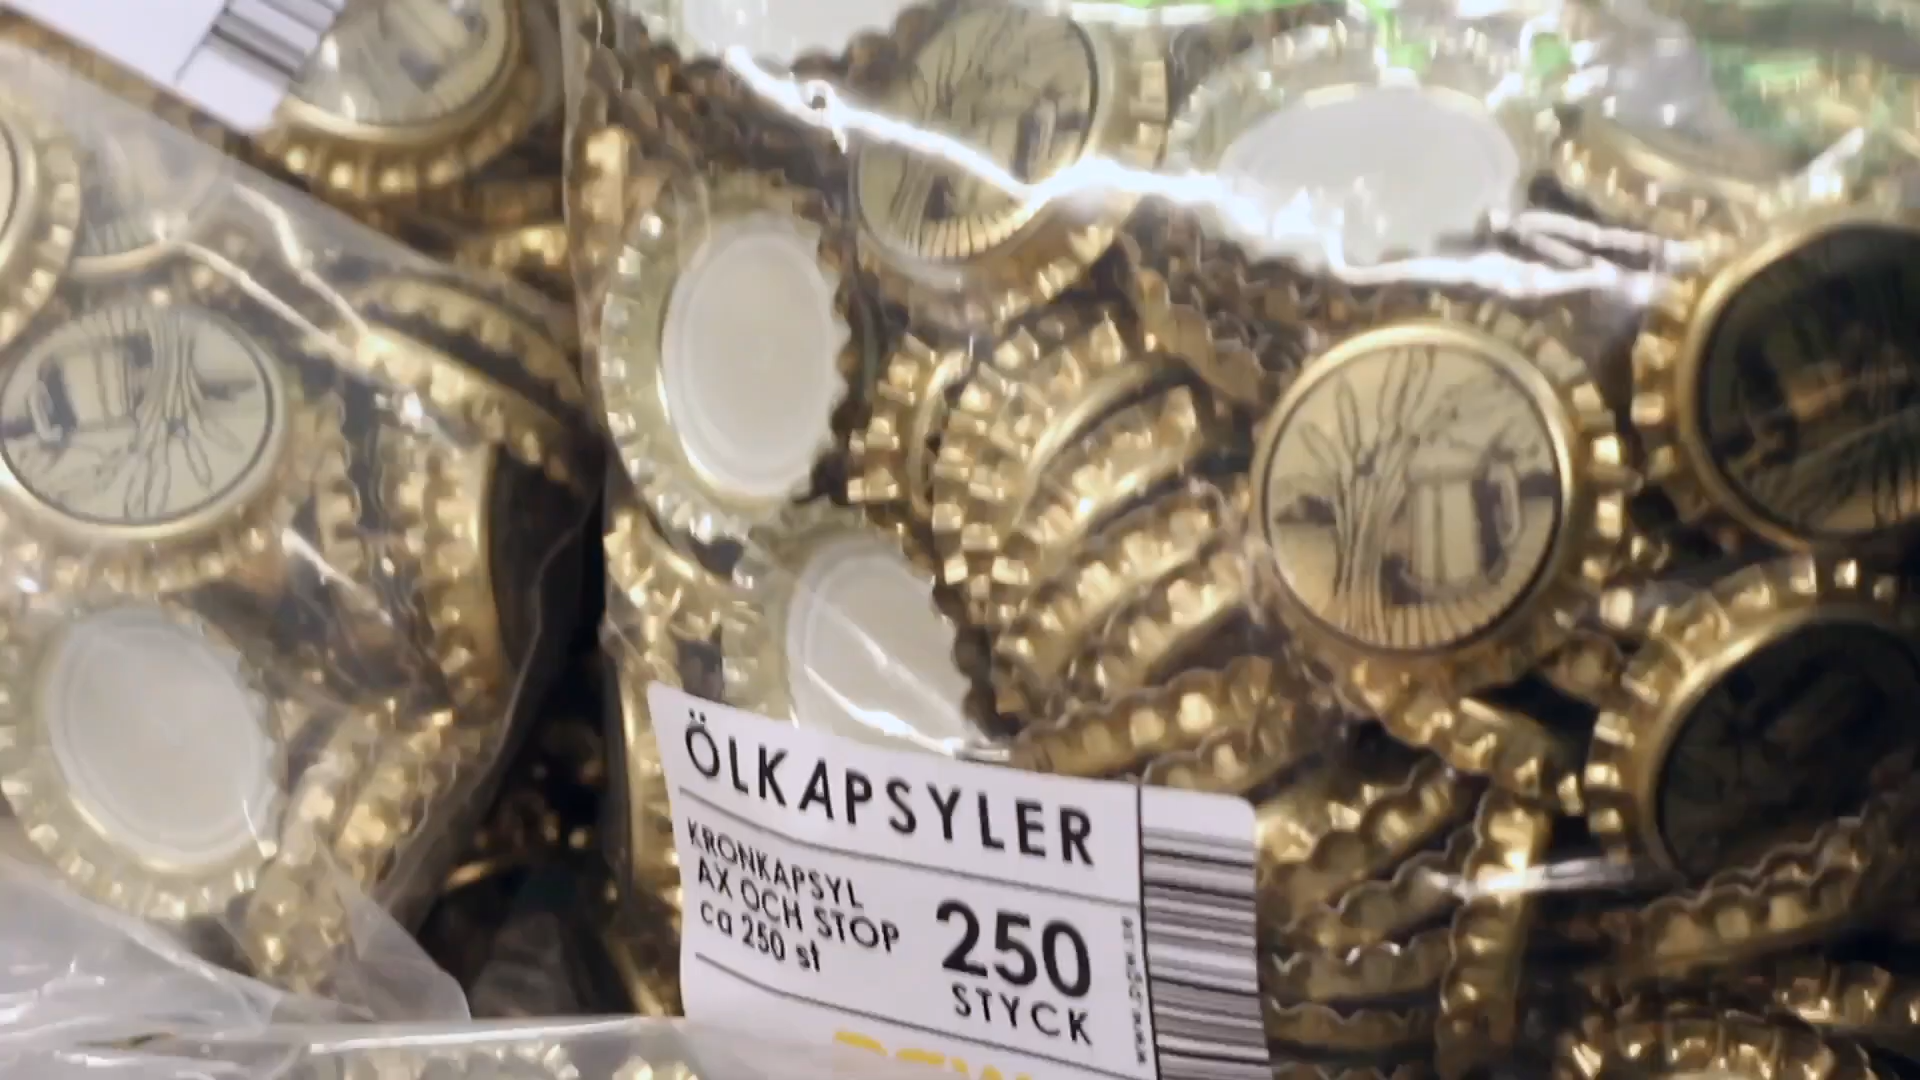 ÖLKAPSYLER
KRONKAPSYL
AX OCH STOP
ca 250 st
250
STYCK